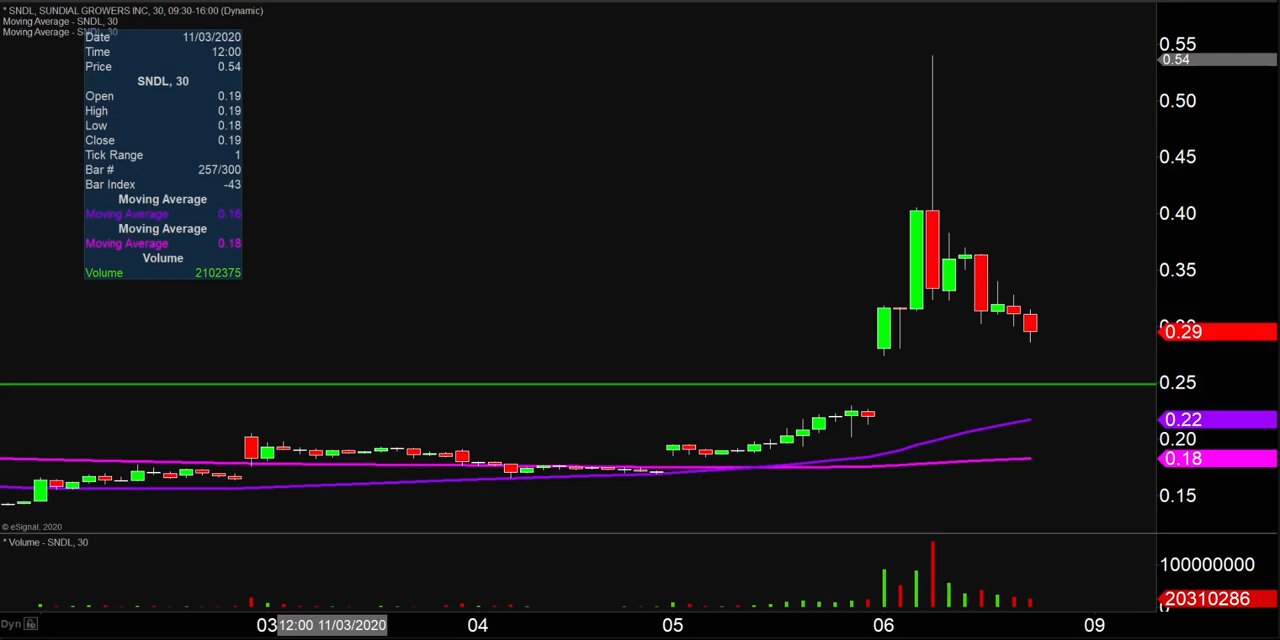 * SNDL, SUNDIAL GROWERS INC, 30, 09:30-16:00 (Dynamic)
Moving Average - SNDL, 30
Moving Average - SNDL, 30
Date 11/03/2020
Time 12:00
Price 0.54
SNDL, 30
Open 0.19
High 0.19
Low 0.18
Close 0.19
Tick Range 1
Bar # 257/300
Bar Index -43
Moving Average
Moving Average 0.16
Moving Average
Moving Average 0.18
Volume
Volume 2102375
0.55
0.54
0.50
0.45
0.40
0.35
0.29
0.25
0.22
0.20
0.18
0.15
© eSignal, 2020
* Volume - SNDL, 30
100000000
20310286
Dyn
03 12:00 11/03/2020 04 05 06 09